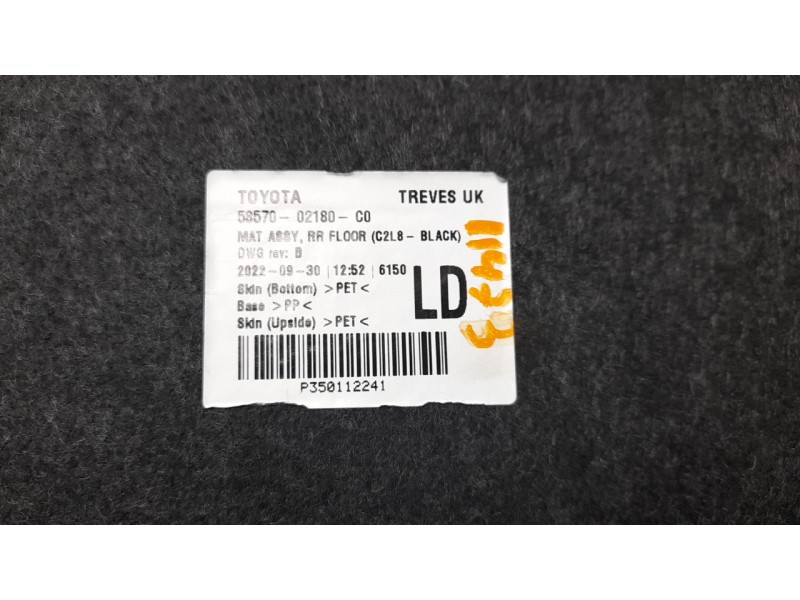 TOYOTA TREVES UK
58570- 02180- C0
MAT ASSY, RR FLOOR (C2L8- BLACK)
DWG rev: B
2022-09-30 | 12:52 | 6150
Skin (Bottom) >PET<
Base >PP<
Skin (Upside) >PET<
LD
P350112241